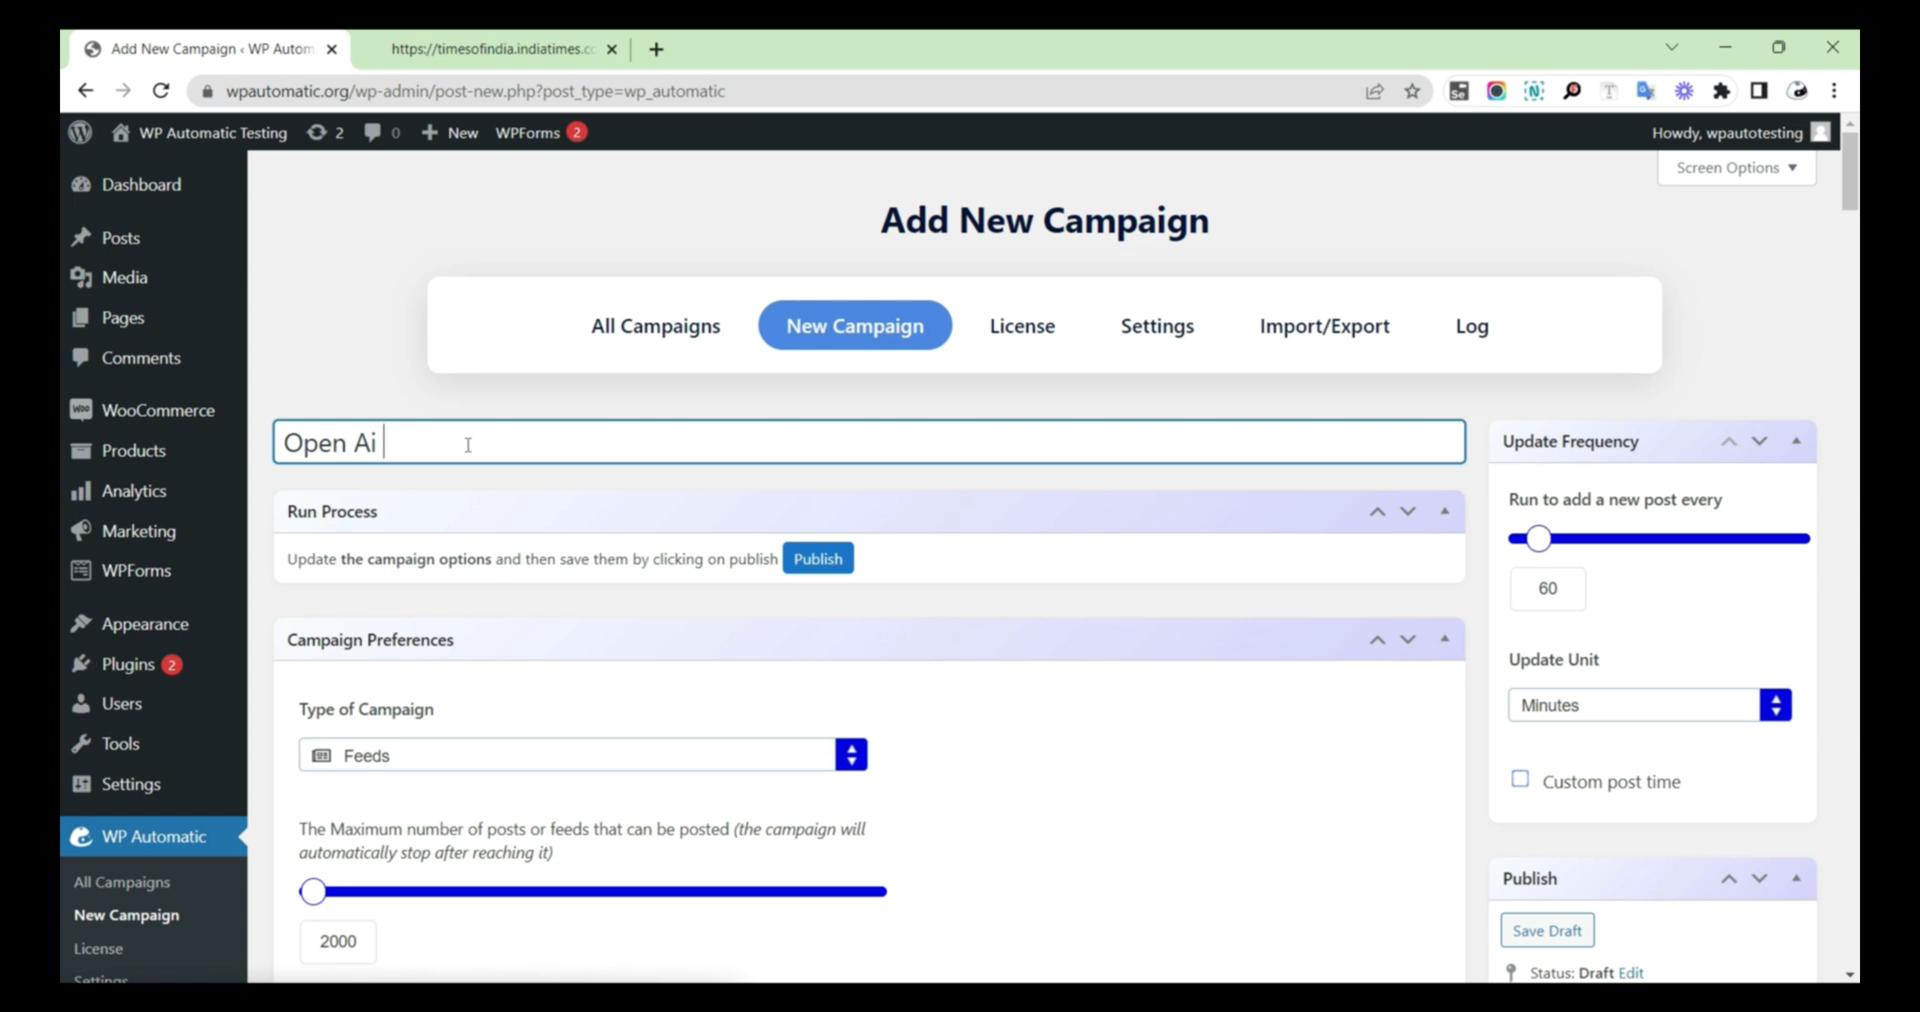 Add New Campaign ‹ WP Autom
https://timesofindia.indiatimes.cc
wpautomatic.org/wp-admin/post-new.php?post_type=wp_automatic
WP Automatic Testing 2 0 New WPForms 2
Howdy, wpautotesting
Screen Options
Dashboard
Posts
Media
Pages
Comments
WooCommerce
Products
Analytics
Marketing
WPForms
Appearance
Plugins 2
Users
Tools
Settings
WP Automatic
All Campaigns
New Campaign
License
Settings
Add New Campaign
All Campaigns New Campaign License Settings Import/Export Log
Open Ai
Run Process
Update the campaign options and then save them by clicking on publish Publish
Campaign Preferences
Type of Campaign
Feeds
The Maximum number of posts or feeds that can be posted (the campaign will
automatically stop after reaching it)
2000
Update Frequency
Run to add a new post every
60
Update Unit
Minutes
Custom post time
Publish
Save Draft
Status: Draft Edit